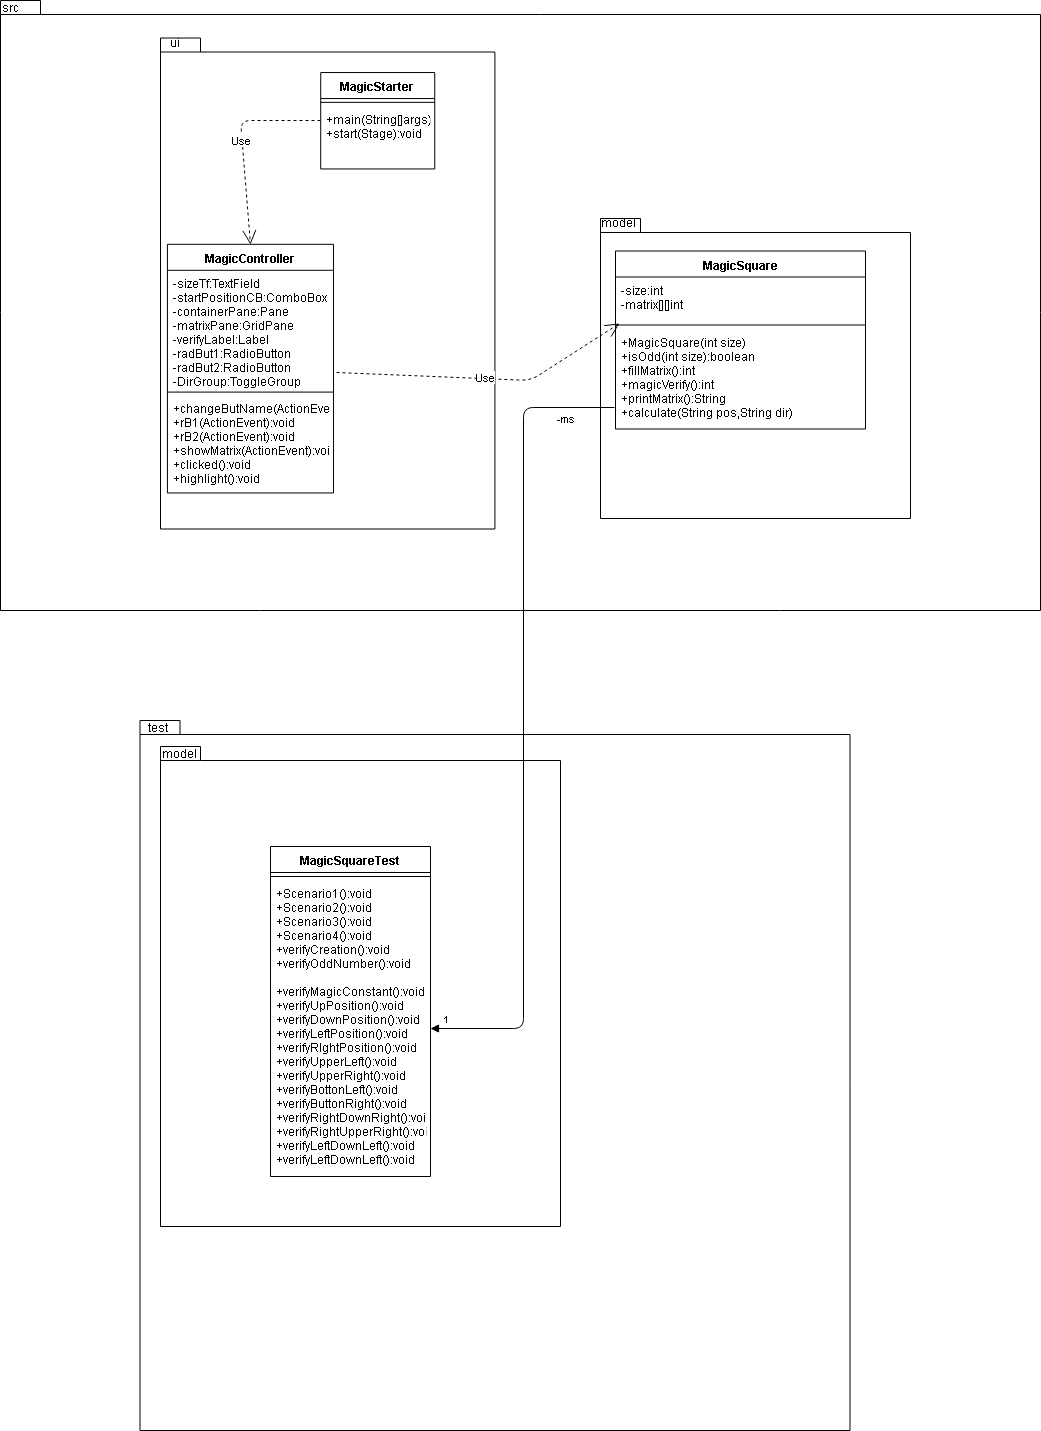 src
ui
MagicStarter
+main(String[]args)
+start(Stage):void
Use
MagicController
-sizeTf:TextField
-startPositionCB:ComboBox
-containerPane:Pane
-matrixPane:GridPane
-verifyLabel:Label
-radBut1:RadioButton
-radBut2:RadioButton
-DirGroup:ToggleGroup
+changeButName(ActionEve
+rB1(ActionEvent):void
+rB2(ActionEvent):void
+showMatrix(ActionEvent):voi
+clicked():void
+highlight():void
Use
model
MagicSquare
-size:int
-matrix[][]int
+MagicSquare(int size)
+isOdd(int size):boolean
+fillMatrix():int
+magicVerify():int
+printMatrix():String
+calculate(String pos,String dir)
-ms
test
model
MagicSquareTest
+Scenario1():void
+Scenario2():void
+Scenario3():void
+Scenario4():void
+verifyCreation():void
+verifyOddNumber():void
+verifyMagicConstant():void
+verifyUpPosition():void
+verifyDownPosition():void
+verifyLeftPosition():void
+verifyRIghtPosition():void
+verifyUpperLeft():void
+verifyUpperRight():void
+verifyBottonLeft():void
+verifyButtonRight():void
+verifyRightDownRight():voi
+verifyRightUpperRight():voi
+verifyLeftDownLeft():void
+verifyLeftDownLeft():void
1